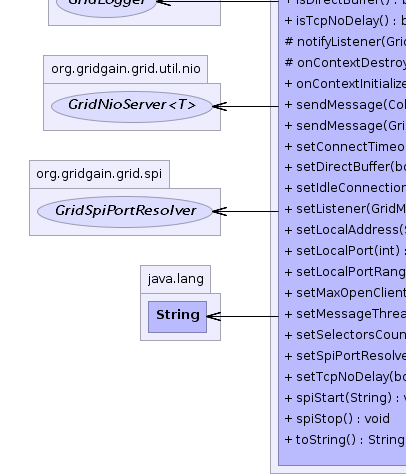 GridLogger
org.gridgain.grid.util.nio
GridNioServer<T>
org.gridgain.grid.spi
GridSpiPortResolver
java.lang
String
+ isDirectBuffer() : b
+ isTcpNoDelay() : b
# notifyListener(Gri
# onContextDestroy
+ onContextInitialize
+ sendMessage(Col
+ sendMessage(Gri
+ setConnectTimeo
+ setDirectBuffer(bo
+ setIdleConnection
+ setListener(GridM
+ setLocalAddress(S
+ setLocalPort(int) :
+ setLocalPortRang
+ setMaxOpenClient
+ setMessageThrea
+ setSelectorsCoun
+ setSpiPortResolve
+ setTcpNoDelay(bo
+ spiStart(String) : v
+ spiStop() : void
+ toString() : String